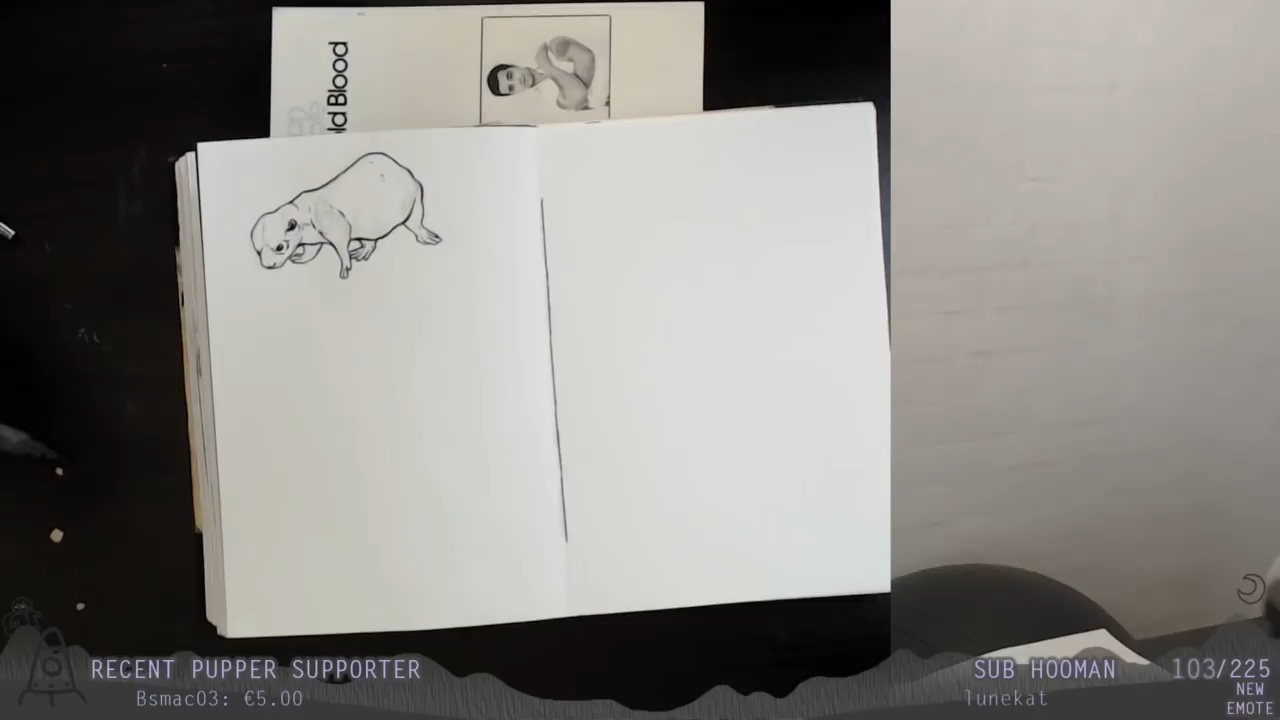 ld Blood
RECENT PUPPER SUPPORTER
Bsmac03: €5.00
SUB HOOMAN
lunekat
103/225
NEW
EMOTE